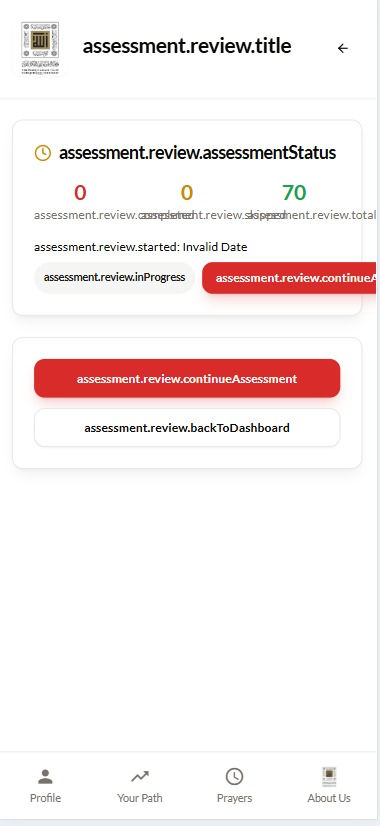 assessment.review.title
assessment.review.assessmentStatus
0 0 70
assessment.review.completed assessment.review.skipped assessment.review.total
assessment.review.started: Invalid Date
assessment.review.inProgress assessment.review.continueA
assessment.review.continueAssessment
assessment.review.backToDashboard
Profile Your Path Prayers About Us